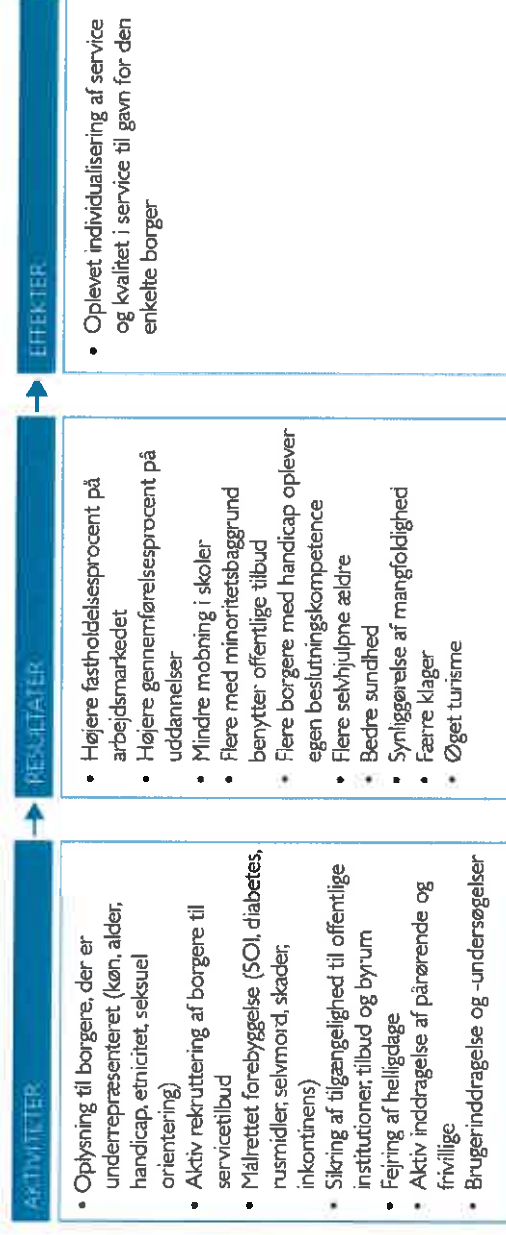 AKTIVITETER
• Oplysning til borgere, der er
underrepræsenteret (køn, alder,
handicap, etnicitet, seksuel
orientering)
• Aktiv rekruttering af borgere til
servicetilbud
• Målrettet forebyggelse (SOI, diabetes,
rusmidler, selvmord, skader,
inkontinens)
• Sikring af tilgængelighed til offentlige
institutioner, tilbud og byrum
• Fejring af helligdage
• Aktiv inddragelse af pårørende og
frivillige
• Brugerinddragelse og -undersøgelser
RESULTATER
• Højere fastholdelsesprocent på
arbejdsmarkedet
• Højere gennemførelsesprocent på
uddannelser
• Mindre mobning i skoler
• Flere med minoritetsbaggrund
benytter offentlige tilbud
• Flere borgere med handicap oplever
egen beslutningskompetence
• Flere selvhjulpne ældre
• Bedre sundhed
• Synliggørelse af mangfoldighed
• Færre klager
• Øget turisme
EFFEKTER
• Oplevet individualisering af service
og kvalitet i service til gavn for den
enkelte borger